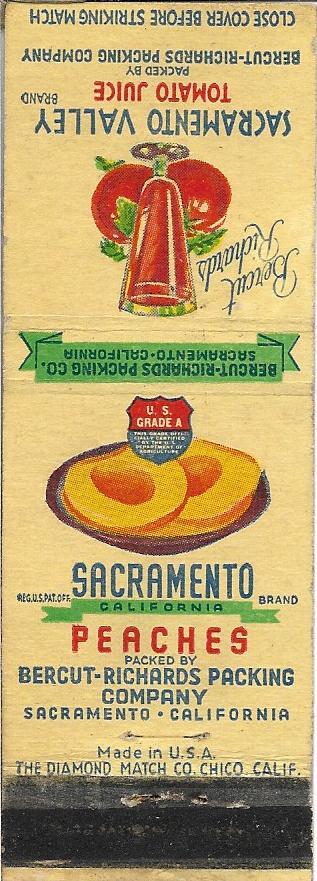 CLOSE COVER BEFORE STRIKING MATCH
BERCUT-RICHARDS PACKING COMPANY
PACKED BY
TOMATO JUICE
BRAND
SACRAMENTO VALLEY
Bercut
Richards
BERCUT-RICHARDS PACKING CO.,
SACRAMENTO•CALIFORNIA
U. S.
GRADE A
THIS GRADE OFFI-
CIALLY CERTIFIED
BY THE U. S.
DEPARTMENT OF
AGRICULTURE
SACRAMENTO
REG.U.S.PAT.OFF. BRAND
CALIFORNIA
PEACHES
PACKED BY
BERCUT-RICHARDS PACKING
COMPANY
SACRAMENTO • CALIFORNIA
Made in U.S.A.
THE DIAMOND MATCH CO. CHICO, CALIF.